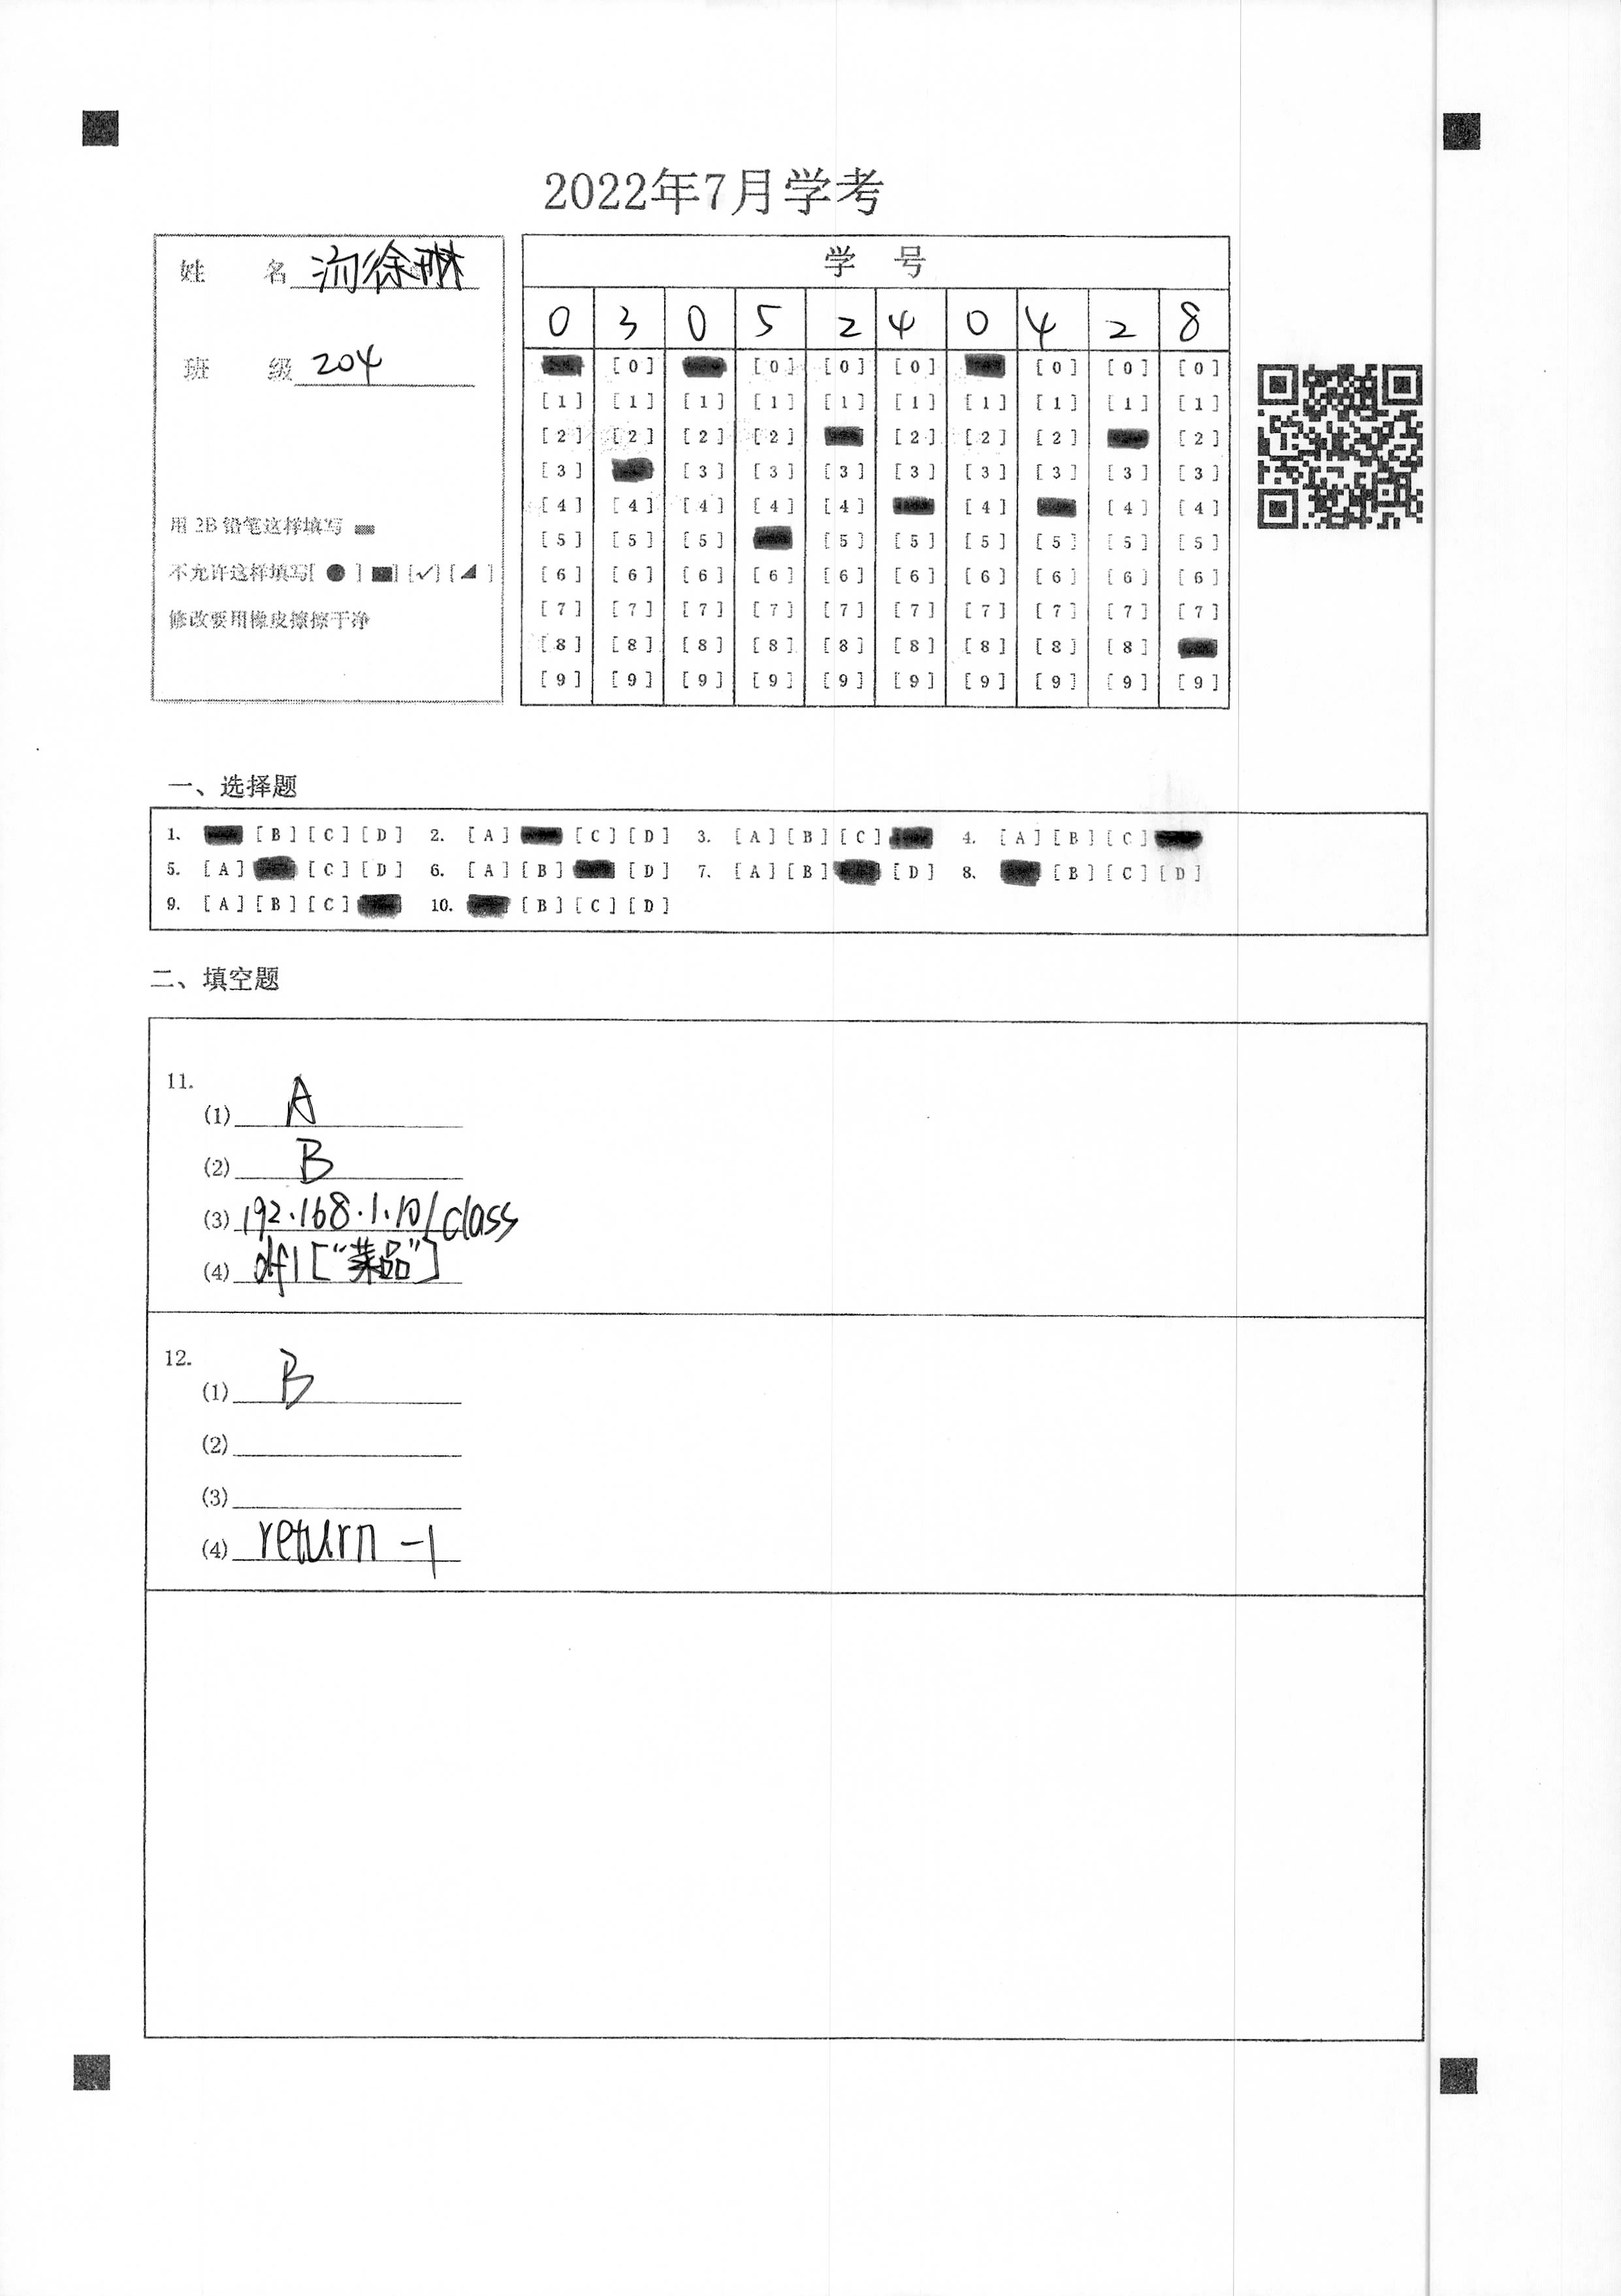 2022年7月学考
姓 名 徐琳
班 级 204
用 2B 铅笔这样填写
不允许这样填写[ ● ] [■] [✓] [◢ ]
修改要用橡皮擦擦干净
学 号
0 3 0 5 2 4 0 4 2 8
[0] [0] [0] [0] [0] [0] [0]
[1] [1] [1] [1] [1] [1] [1] [1] [1] [1]
[2] [2] [2] [2] [2] [2] [2] [2]
[3] [3] [3] [3] [3] [3] [3] [3] [3]
[4] [4] [4] [4] [4] [4] [4] [4]
[5] [5] [5] [5] [5] [5] [5] [5] [5]
[6] [6] [6] [6] [6] [6] [6] [6] [6] [6]
[7] [7] [7] [7] [7] [7] [7] [7] [7] [7]
[8] [8] [8] [8] [8] [8] [8] [8] [8]
[9] [9] [9] [9] [9] [9] [9] [9] [9] [9]
一、选择题
1. [B] [C] [D] 2. [A] [C] [D] 3. [A] [B] [C] 4. [A] [B] [C]
5. [A] [C] [D] 6. [A] [B] [D] 7. [A] [B] [D] 8. [B] [C] [D]
9. [A] [B] [C] 10. [B] [C] [D]
二、填空题
11.
(1) A
(2) B
(3) 192.168.1.10/class
(4) df1["菜品"]
12.
(1) B
(2)
(3)
(4) return -1